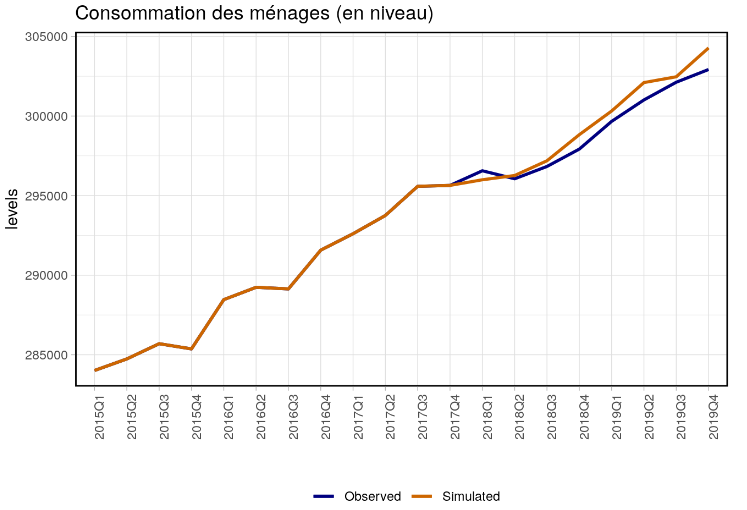 Consommation des ménages (en niveau)
levels
305000
300000
295000
290000
285000
2015Q1
2015Q2
2015Q3
2015Q4
2016Q1
2016Q2
2016Q3
2016Q4
2017Q1
2017Q2
2017Q3
2017Q4
2018Q1
2018Q2
2018Q3
2018Q4
2019Q1
2019Q2
2019Q3
2019Q4
Observed
Simulated